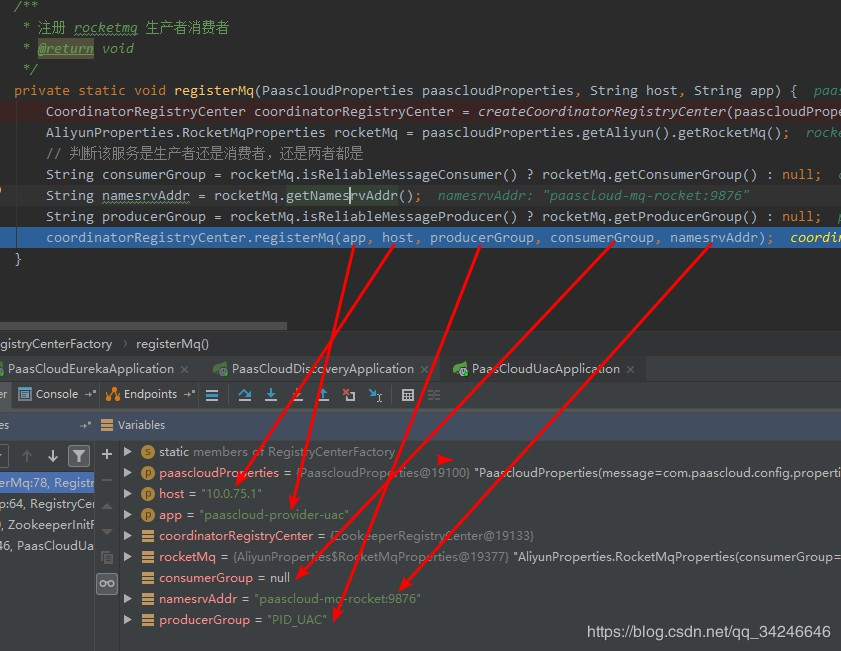 /**
* 注册 rocketmq 生产者消费者
* @return void
*/
private static void registerMq(PaascloudProperties paascloudProperties, String host, String app) { paas
CoordinatorRegistryCenter coordinatorRegistryCenter = createCoordinatorRegistryCenter(paascloudPrope
AliyunProperties.RocketMqProperties rocketMq = paascloudProperties.getAliyun().getRocketMq(); rocke
// 判断该服务是生产者还是消费者，还是两者都是
String consumerGroup = rocketMq.isReliableMessageConsumer() ? rocketMq.getConsumerGroup() : null; c
String namesrvAddr = rocketMq.getNamesrvAddr(); namesrvAddr: "paascloud-mq-rocket:9876"
String producerGroup = rocketMq.isReliableMessageProducer() ? rocketMq.getProducerGroup() : null; p
coordinatorRegistryCenter.registerMq(app, host, producerGroup, consumerGroup, namesrvAddr); coordin
}
gistryCenterFactory › registerMq()
PaasCloudEurekaApplication × PaasCloudDiscoveryApplication × PaasCloudUacApplication ×
er Console Endpoints
es Variables
static members of RegistryCenterFactory
paascloudProperties = {PaascloudProperties@19100} "PaascloudProperties(message=com.paascloud.config.properti
erMq:78, Registr host = "10.0.75.1"
p:64, RegistryCer app = "paascloud-provider-uac"
0, ZookeeperInitF coordinatorRegistryCenter = {ZookeeperRegistryCenter@19133}
46, PaasCloudUa rocketMq = {AliyunProperties$RocketMqProperties@19377} "AliyunProperties.RocketMqProperties(consumerGroup=
consumerGroup = null
namesrvAddr = "paascloud-mq-rocket:9876"
producerGroup = "PID_UAC"
https://blog.csdn.net/qq_34246646